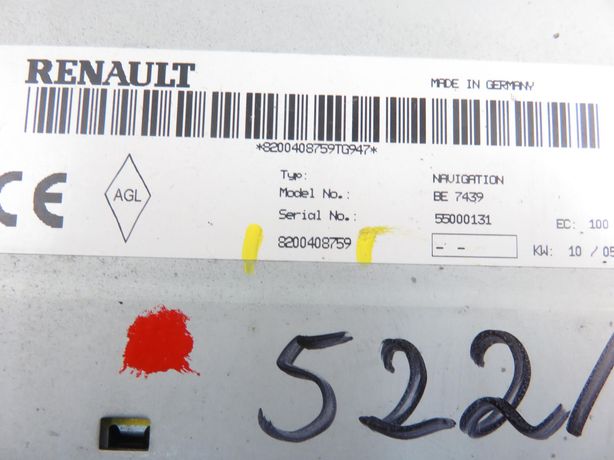 RENAULT
MADE IN GERMANY
*8200408759TG947*
CE
AGL
Typ: NAVIGATION
Model No.: BE 7439
Serial No.: 55000131
EC: 100
8200408759
- -
KW: 10 / 05
522